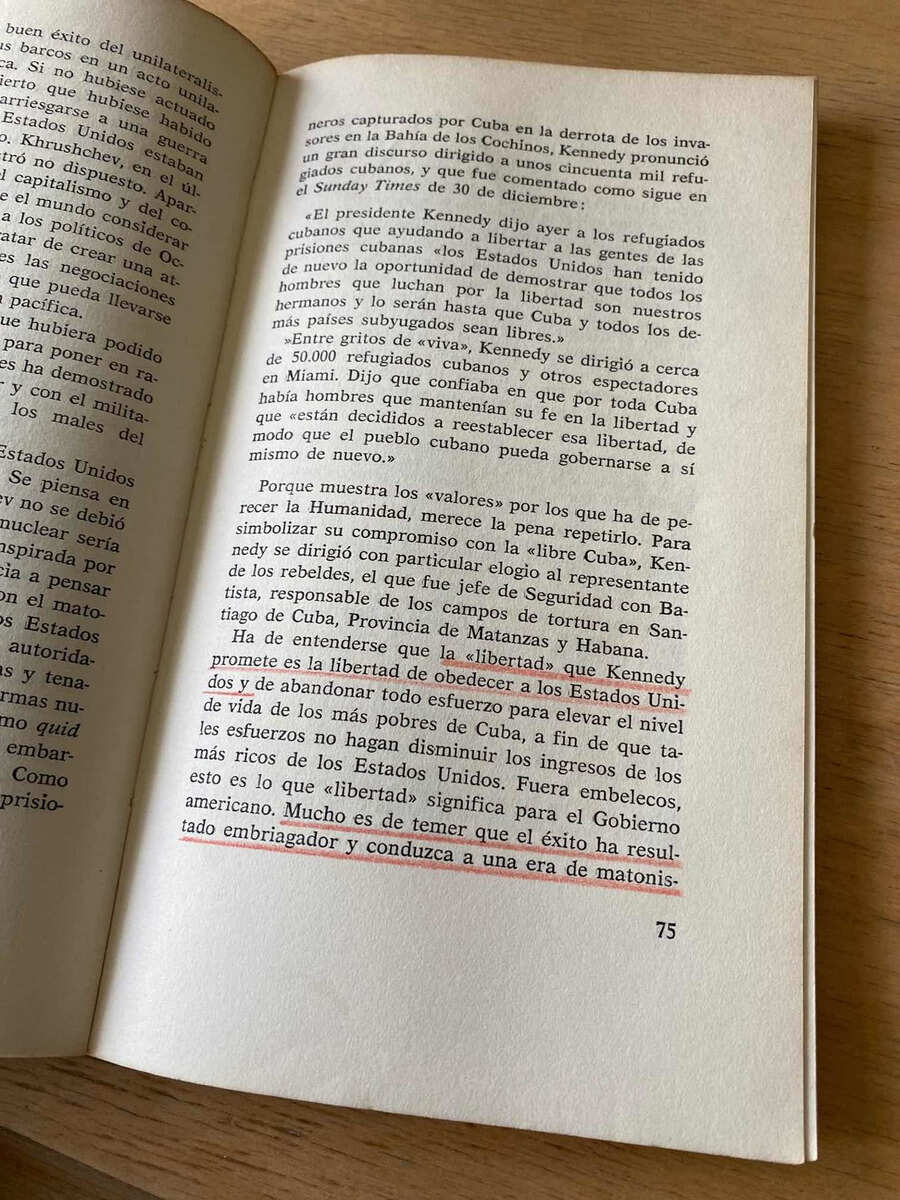 buen éxito del unilateralis-
us barcos en un acto unila-
ca. Si no hubiese actuado
ierto que hubiese habido
arriesgarse a una guerra
Estados Unidos estaban
o. Khrushchev, en el úl-
tró no dispuesto. Apar-
el capitalismo y del co-
e el mundo considerar
a los políticos de Oc-
ratar de crear una at-
es las negociaciones
que pueda llevarse
a pacífica.
que hubiera podido
para poner en ra-
es ha demostrado
r y con el milita-
los males del
Estados Unidos
Se piensa en
ev no se debió
nuclear sería
nspirada por
cia a pensar
on el mato-
os Estados
autorida-
as y tena-
rmas nu-
mo quid
embar-
Como
prisio-
neros capturados por Cuba en la derrota de los inva-
sores en la Bahía de los Cochinos, Kennedy pronunció
un gran discurso dirigido a unos cincuenta mil refu-
giados cubanos, y que fue comentado como sigue en
el Sunday Times de 30 de diciembre:
«El presidente Kennedy dijo ayer a los refugiados
cubanos que ayudando a libertar a las gentes de las
prisiones cubanas «los Estados Unidos han tenido
de nuevo la oportunidad de demostrar que todos los
hombres que luchan por la libertad son nuestros
hermanos y lo serán hasta que Cuba y todos los de-
más países subyugados sean libres.»
»Entre gritos de «viva», Kennedy se dirigió a cerca
de 50.000 refugiados cubanos y otros espectadores
en Miami. Dijo que confiaba en que por toda Cuba
había hombres que mantenían su fe en la libertad y
que «están decididos a reestablecer esa libertad, de
modo que el pueblo cubano pueda gobernarse a sí
mismo de nuevo.»
Porque muestra los «valores» por los que ha de pe-
recer la Humanidad, merece la pena repetirlo. Para
simbolizar su compromiso con la «libre Cuba», Ken-
nedy se dirigió con particular elogio al representante
de los rebeldes, el que fue jefe de Seguridad con Ba-
tista, responsable de los campos de tortura en San-
tiago de Cuba, Provincia de Matanzas y Habana.
Ha de entenderse que la «libertad» que Kennedy
promete es la libertad de obedecer a los Estados Uni-
dos y de abandonar todo esfuerzo para elevar el nivel
de vida de los más pobres de Cuba, a fin de que ta-
les esfuerzos no hagan disminuir los ingresos de los
más ricos de los Estados Unidos. Fuera embelecos,
esto es lo que «libertad» significa para el Gobierno
americano. Mucho es de temer que el éxito ha resul-
tado embriagador y conduzca a una era de matonis-
75